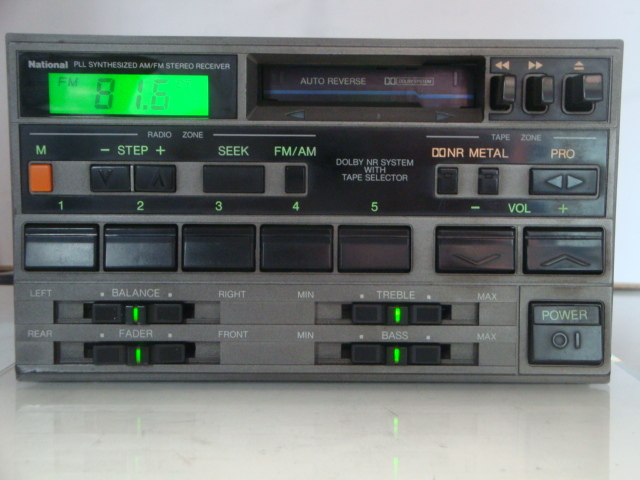 National PLL SYNTHESIZED AM/FM STEREO RECEIVER
FM 81.6
AUTO REVERSE DOLBY SYSTEM
RADIO ZONE
TAPE ZONE
M - STEP + SEEK FM/AM
DOLBY NR SYSTEM
WITH
TAPE SELECTOR
NR METAL PRO
1 2 3 4 5 - VOL +
LEFT BALANCE RIGHT MIN TREBLE MAX
REAR FADER FRONT MIN BASS MAX
POWER